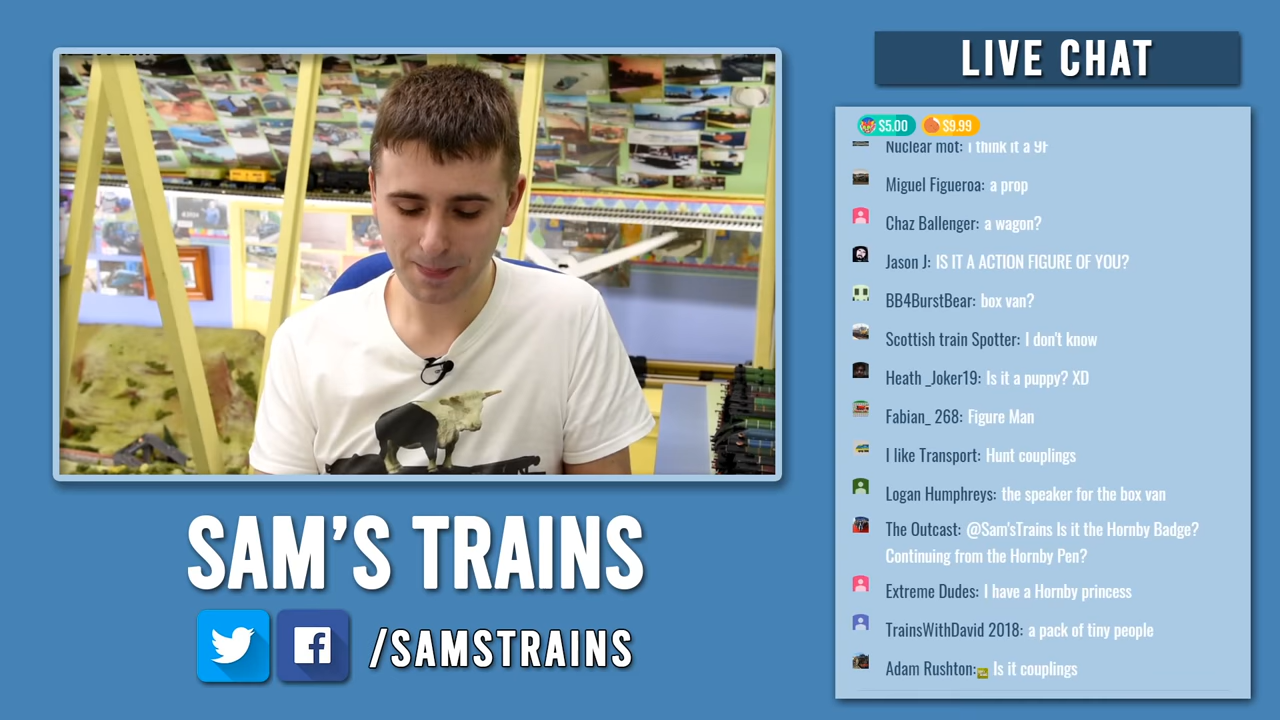 LIVE CHAT
$5.00 $9.99
Nuclear mot: i think it a 9F
Miguel Figueroa: a prop
Chaz Ballenger: a wagon?
Jason J: IS IT A ACTION FIGURE OF YOU?
BB4BurstBear: box van?
Scottish train Spotter: I don't know
Heath _Joker19: Is it a puppy? XD
Fabian_ 268: Figure Man
I like Transport: Hunt couplings
Logan Humphreys: the speaker for the box van
The Outcast: @Sam'sTrains Is it the Hornby Badge?
Continuing from the Hornby Pen?
Extreme Dudes: I have a Hornby princess
TrainsWithDavid 2018: a pack of tiny people
Adam Rushton: Is it couplings
SAM'S TRAINS
/SAMSTRAINS